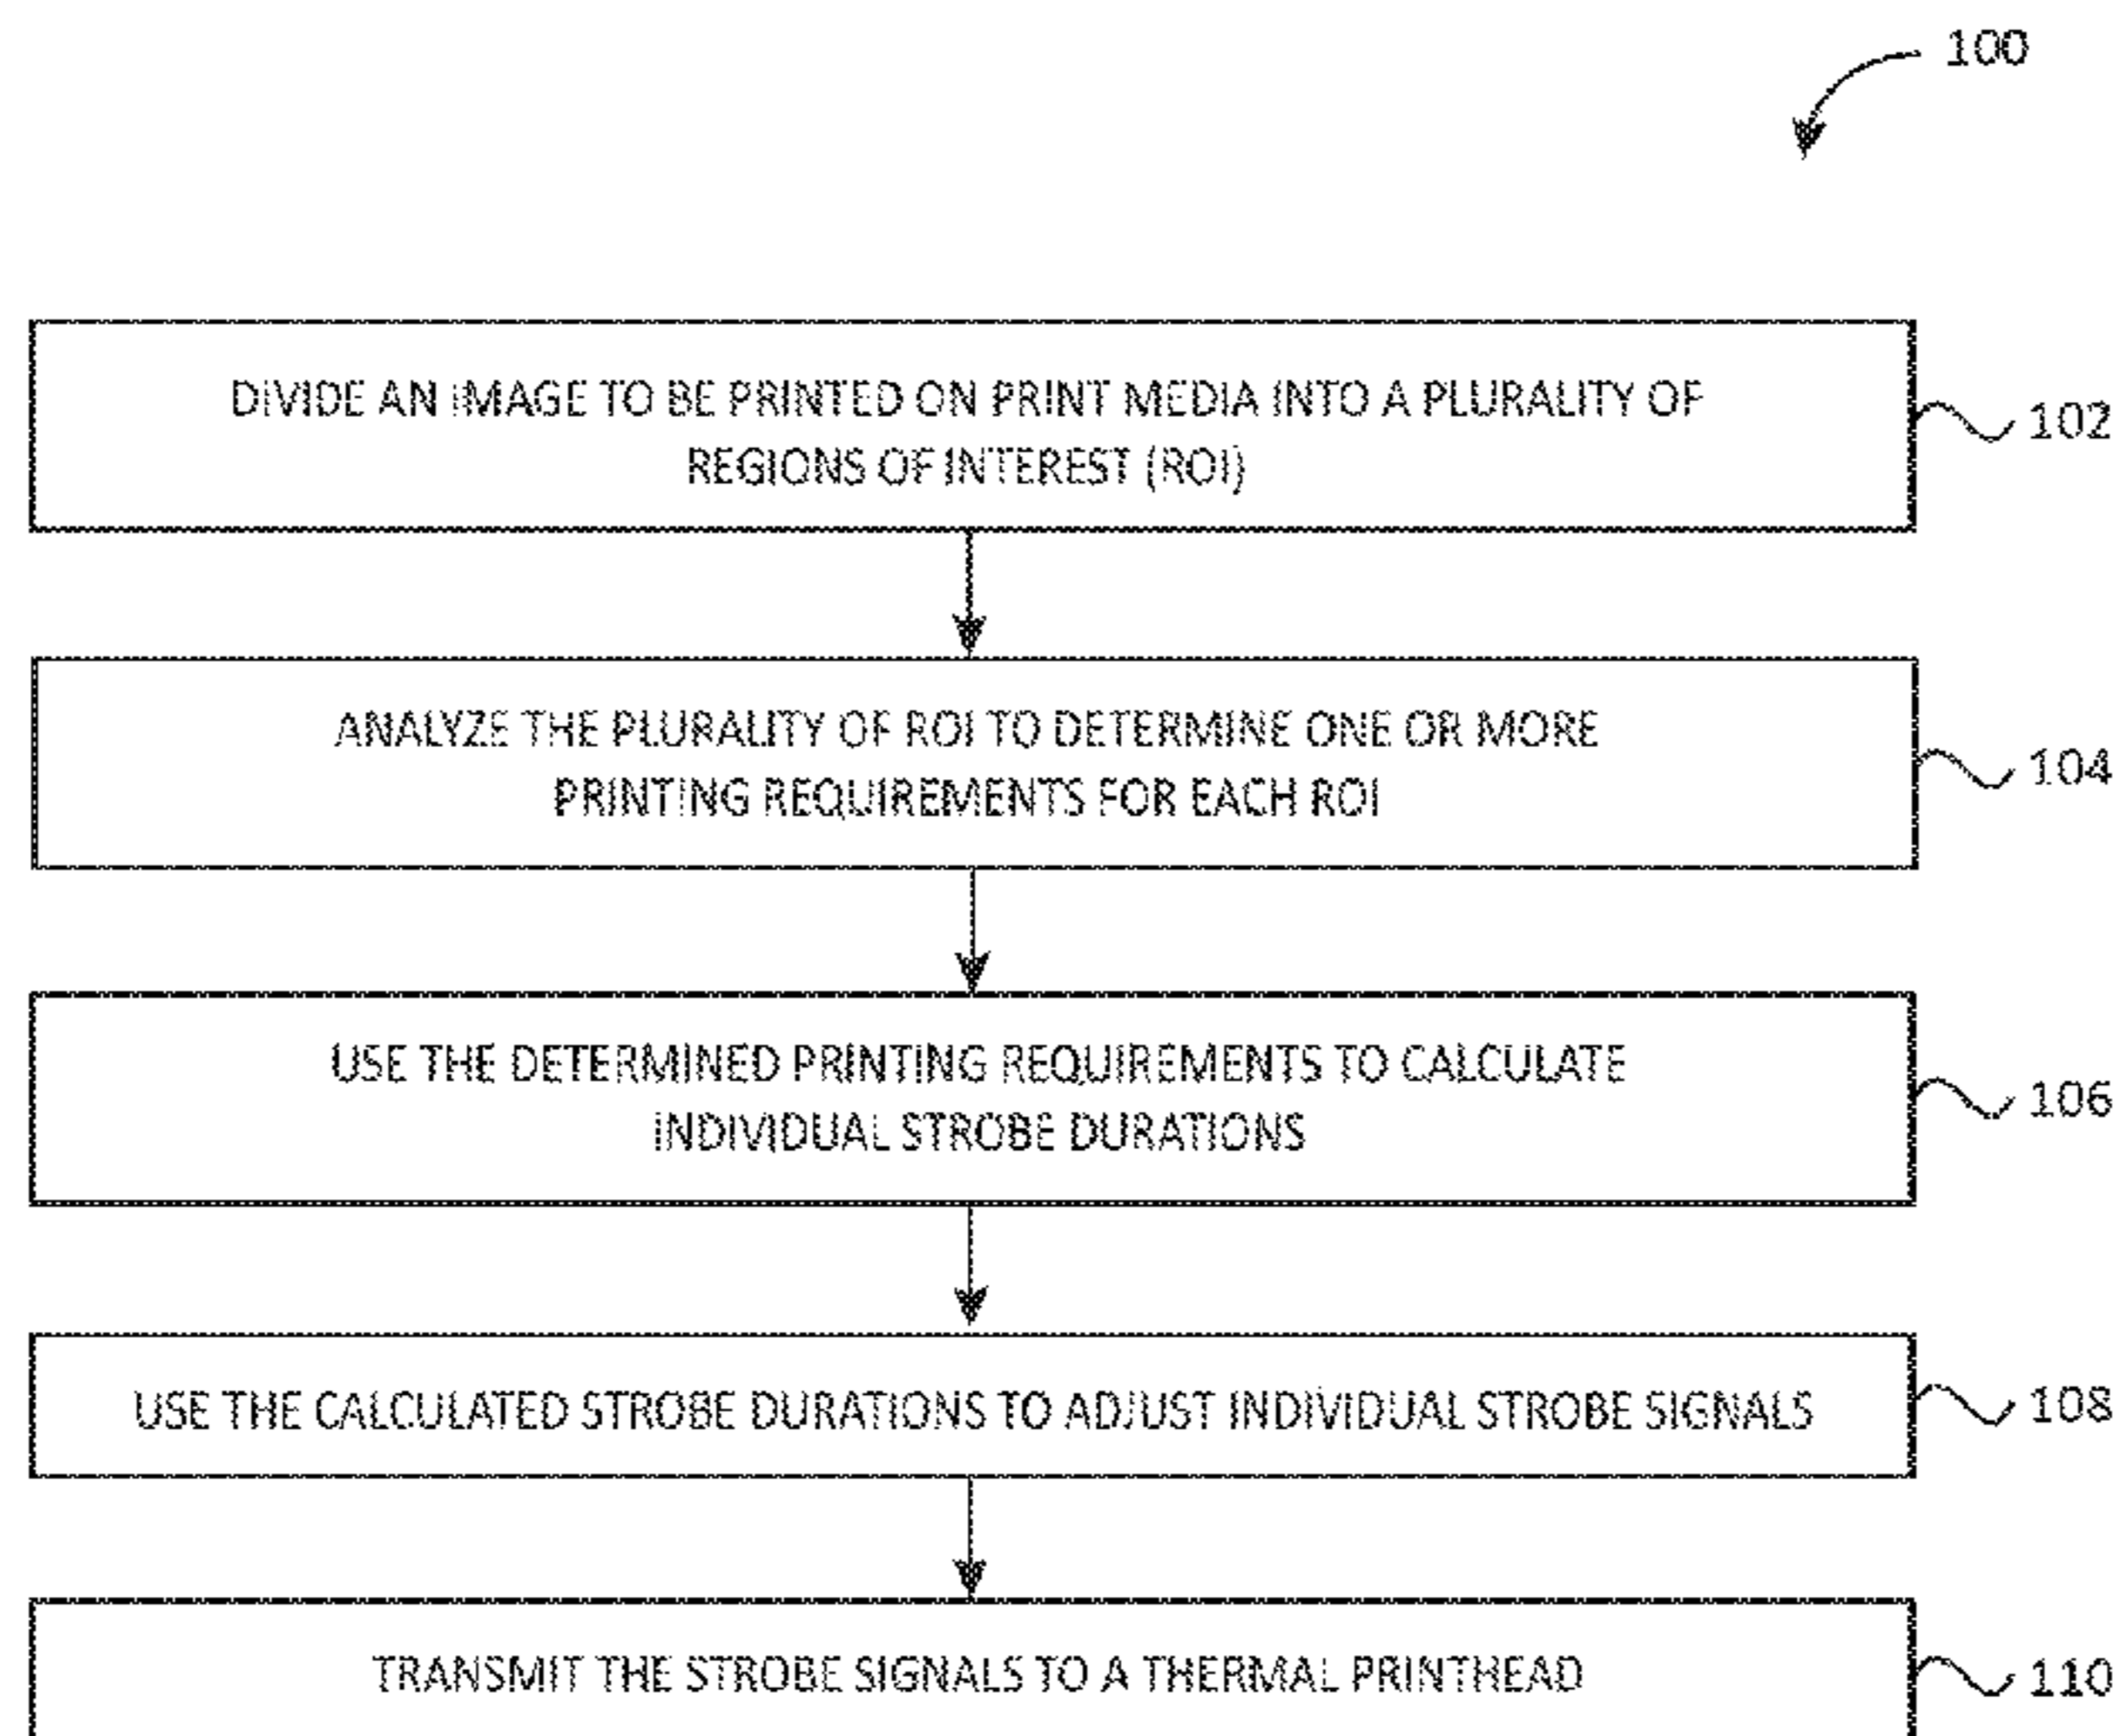 100
DIVIDE AN IMAGE TO BE PRINTED ON PRINT MEDIA INTO A PLURALITY OF
REGIONS OF INTEREST (ROI)
102
ANALYZE THE PLURALITY OF ROI TO DETERMINE ONE OR MORE
PRINTING REQUIREMENTS FOR EACH ROI
104
USE THE DETERMINED PRINTING REQUIREMENTS TO CALCULATE
INDIVIDUAL STROBE DURATIONS
106
USE THE CALCULATED STROBE DURATIONS TO ADJUST INDIVIDUAL STROBE SIGNALS
108
TRANSMIT THE STROBE SIGNALS TO A THERMAL PRINTHEAD
110